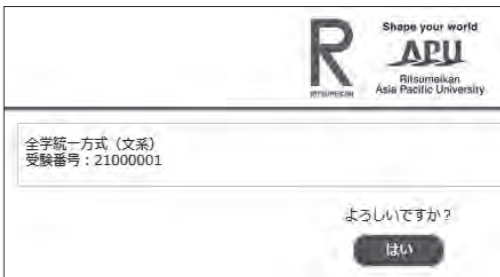 Shape your world
R
APU
RITSUMEIKAN
Ritsumeikan
Asia Pacific University
全学統一方式（文系）
受験番号：21000001
よろしいですか？
はい